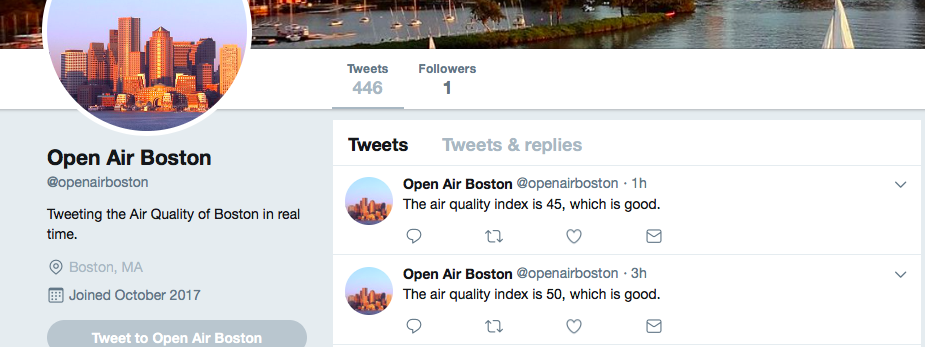 Tweets
Followers
446
1
Open Air Boston
@openairboston
Tweeting the Air Quality of Boston in real
time.
Boston, MA
Joined October 2017
Tweet to Open Air Boston
Tweets
Tweets & replies
Open Air Boston @openairboston · 1h
The air quality index is 45, which is good.
Open Air Boston @openairboston · 3h
The air quality index is 50, which is good.